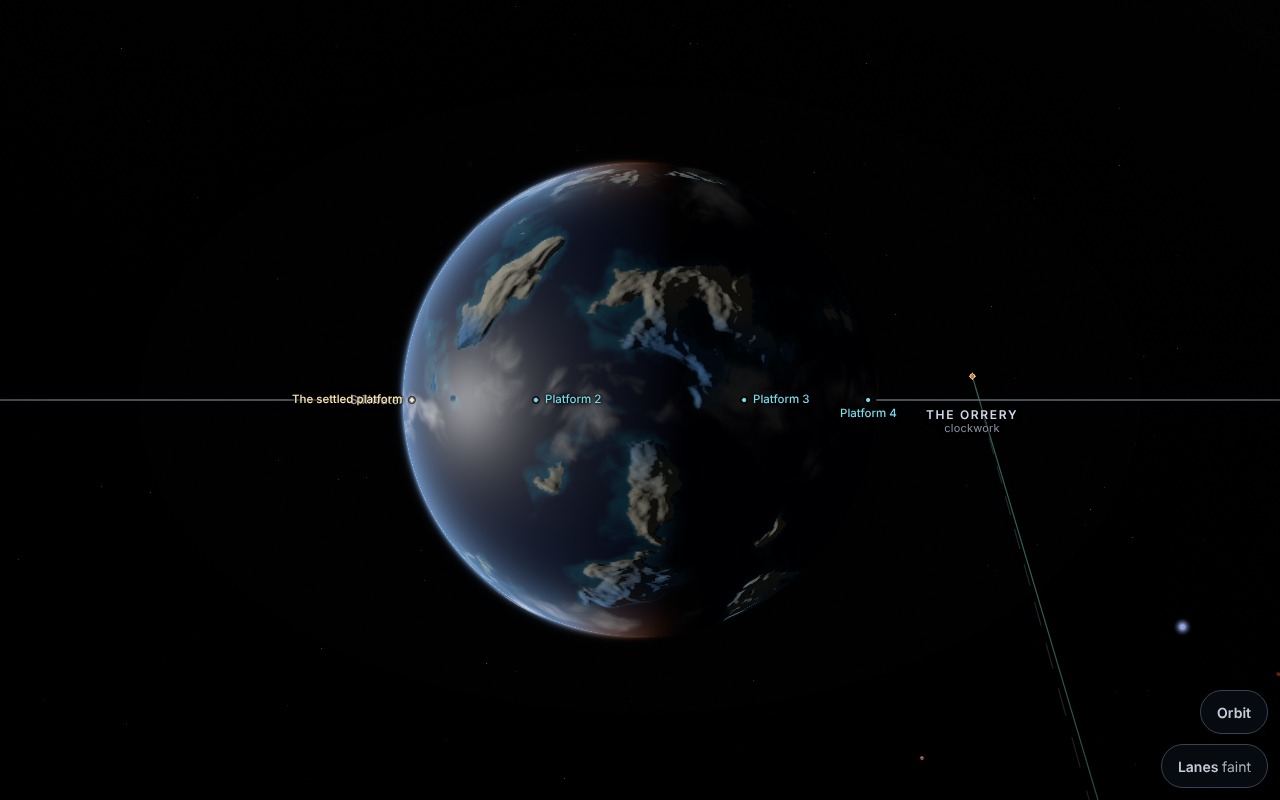 The settled platform
Platform 2
Platform 3
Platform 4
THE ORRERY
clockwork
Orbit
Lanes faint